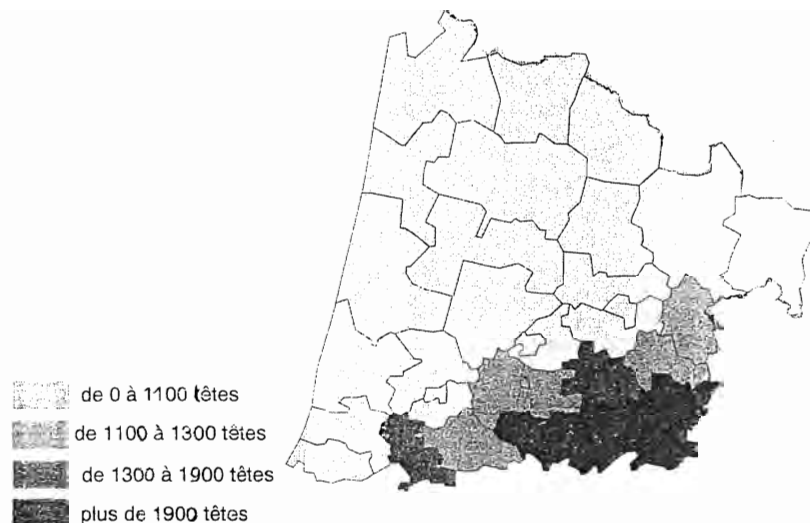 de 0 à 1100 têtes
de 1100 à 1300 têtes
de 1300 à 1900 têtes
plus de 1900 têtes